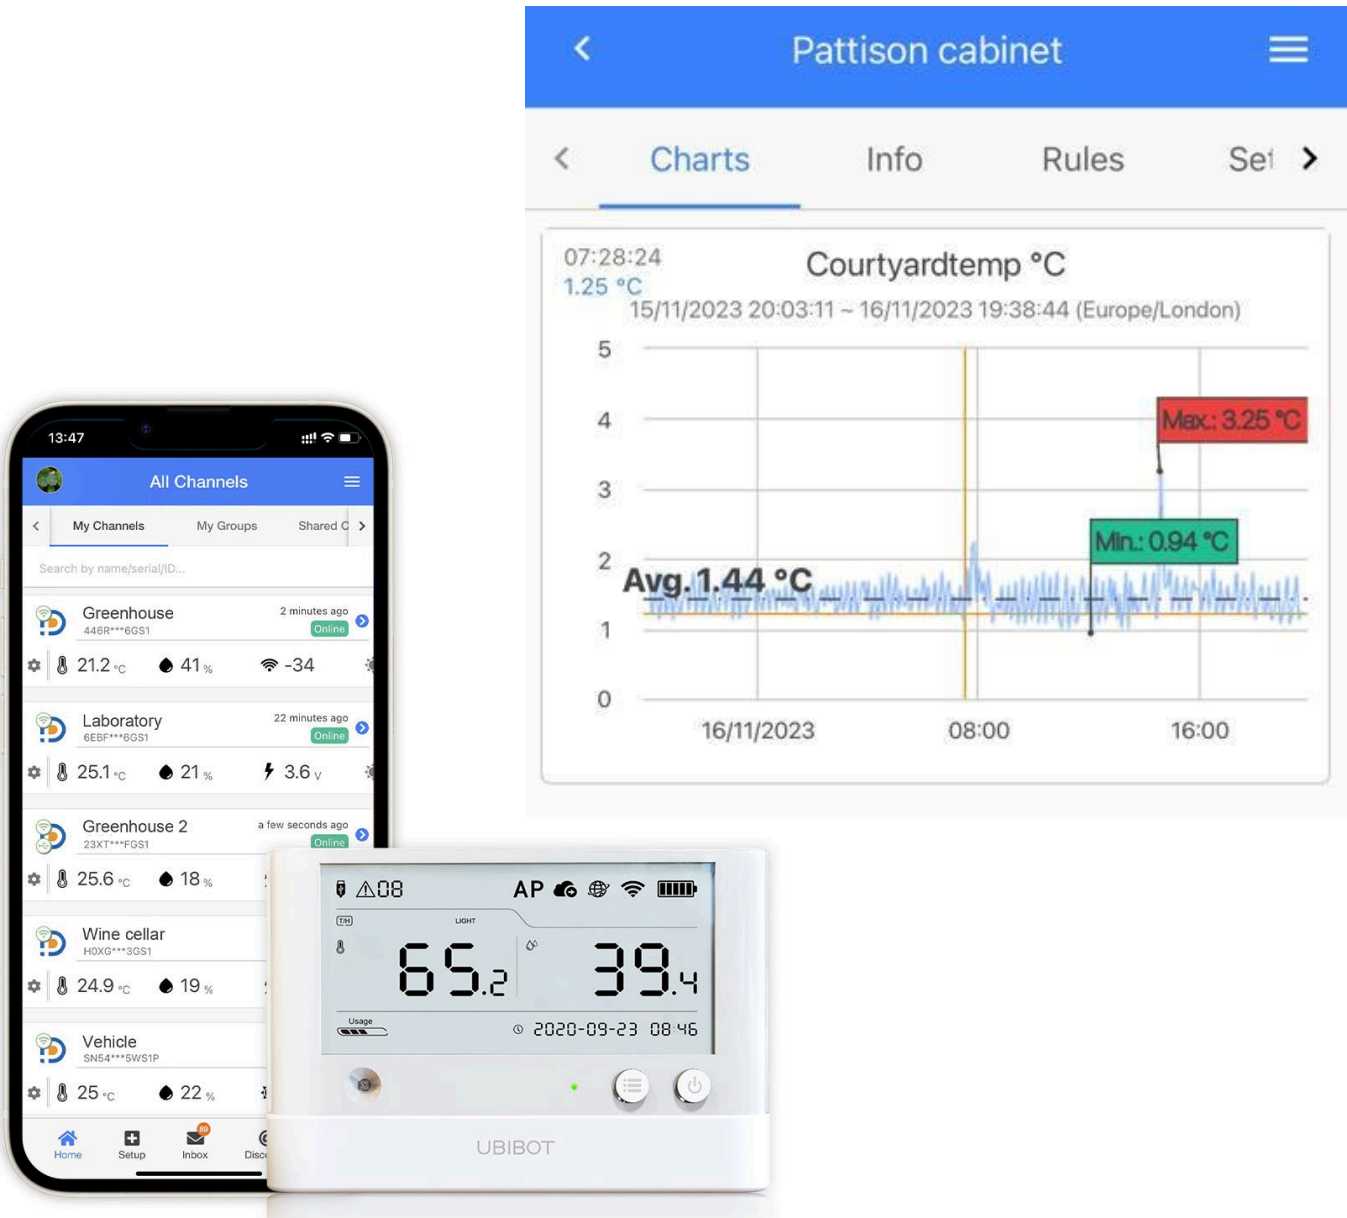 Pattison cabinet
Charts Info Rules
07:28:24
1.25 °C
Courtyardtemp °C
15/11/2023 20:03:11 ~ 16/11/2023 19:38:44 (Europe/London)
5
4
Max.: 3.25 °C
3
Min.: 0.94 °C
2
Avg. 1.44 °C
1
0
16/11/2023 08:00 16:00
13:47
All Channels
My Channels My Groups Shared C
Search by name/serial/ID...
Greenhouse 2 minutes ago
446R***6GS1 Online
21.2 °C 41 % -34
Laboratory 22 minutes ago
6EBF***6GS1 Online
25.1 °C 21 % 3.6 V
Greenhouse 2 a few seconds ago
23XT***FGS1 Online
25.6 °C 18 %
Wine cellar
H0XG***3GS1
24.9 °C 19 %
Vehicle
SN54***5WS1P
25 °C 22 %
89
Home Setup Inbox Disc
08 AP
T/H LIGHT
65.2 39.4
Usage 2020-09-23 08:46
UBIBOT